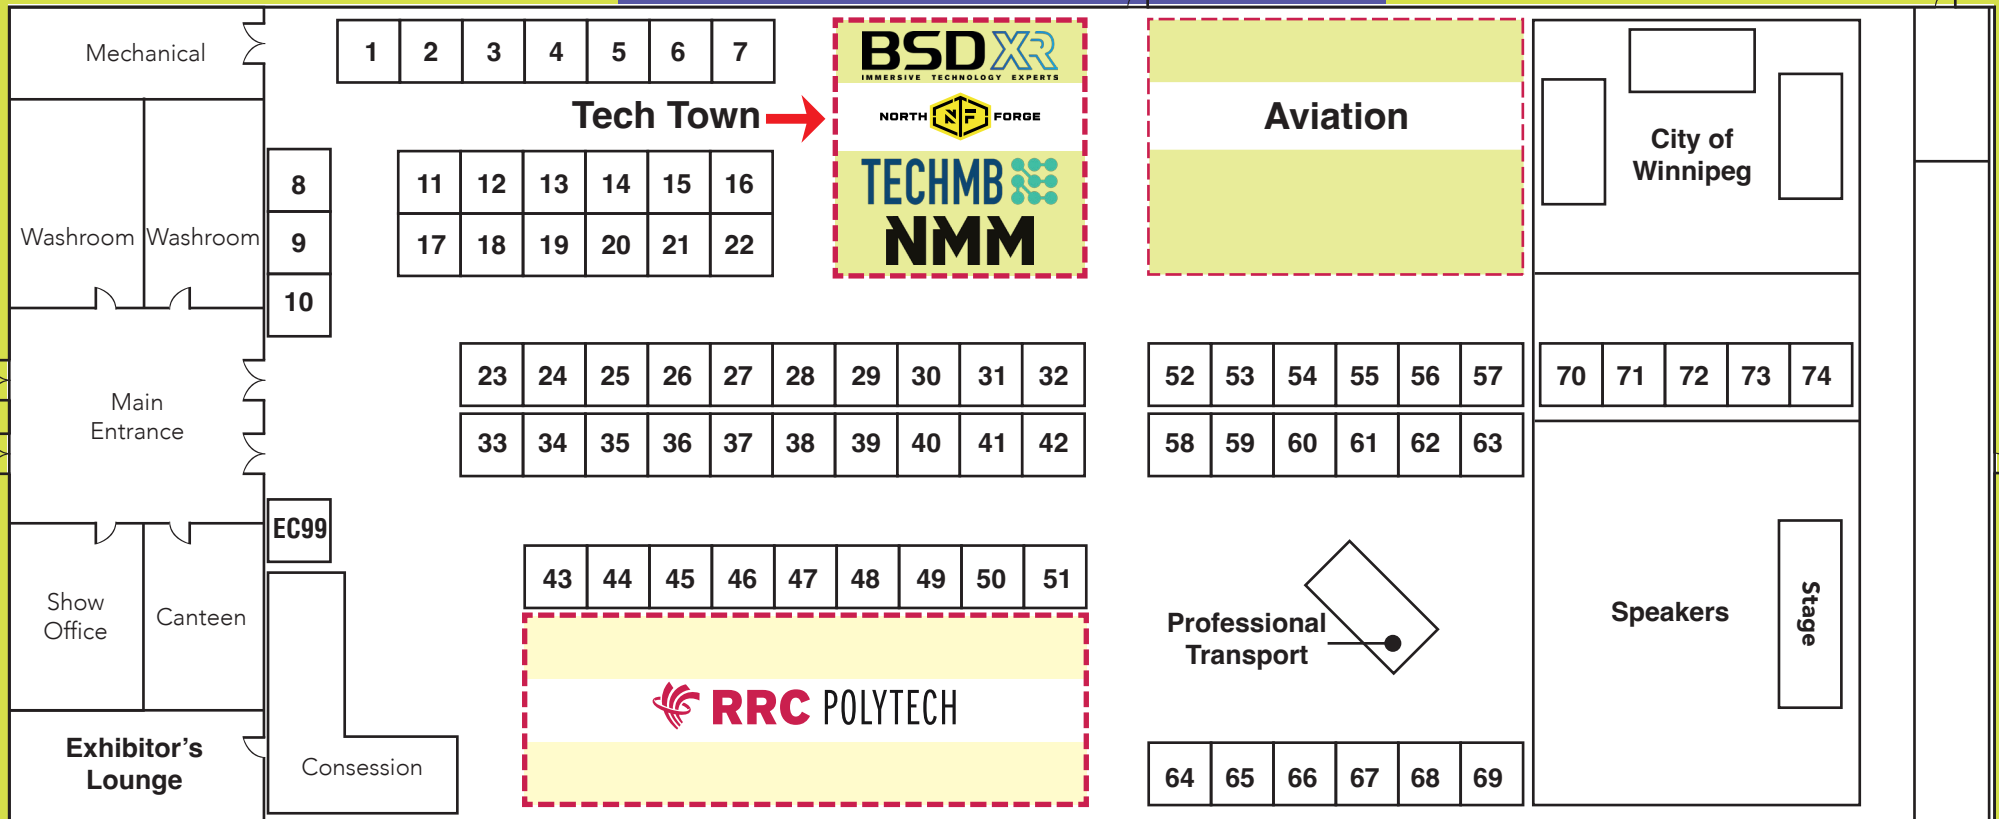 Mechanical
1 2 3 4 5 6 7
BSD XR
IMMERSIVE TECHNOLOGY EXPERTS
Tech Town
NORTH NF FORGE
TECHMB
NMM
Aviation
City of
Winnipeg
Washroom Washroom
8
9
10
11 12 13 14 15 16
17 18 19 20 21 22
Main
Entrance
23 24 25 26 27 28 29 30 31 32
33 34 35 36 37 38 39 40 41 42
52 53 54 55 56 57
58 59 60 61 62 63
70 71 72 73 74
EC99
Show
Office
Canteen
43 44 45 46 47 48 49 50 51
RRC POLYTECH
Professional
Transport
Speakers
Stage
Exhibitor’s
Lounge
Consession
64 65 66 67 68 69